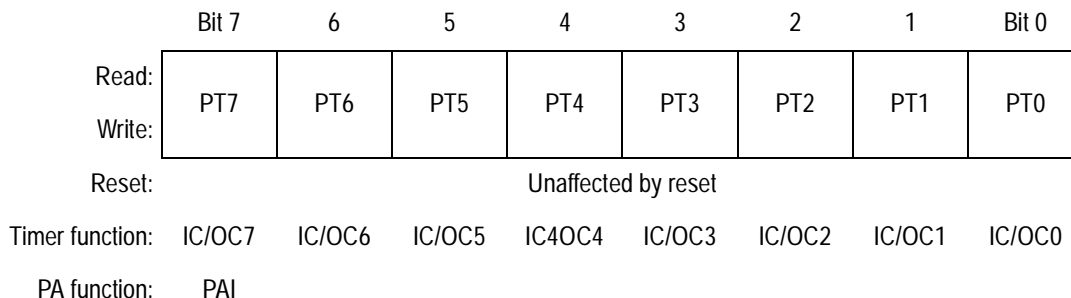 Bit 7 6 5 4 3 2 1 Bit 0
Read:
PT7 PT6 PT5 PT4 PT3 PT2 PT1 PT0
Write:
Reset: Unaffected by reset
Timer function: IC/OC7 IC/OC6 IC/OC5 IC4OC4 IC/OC3 IC/OC2 IC/OC1 IC/OC0
PA function: PAI